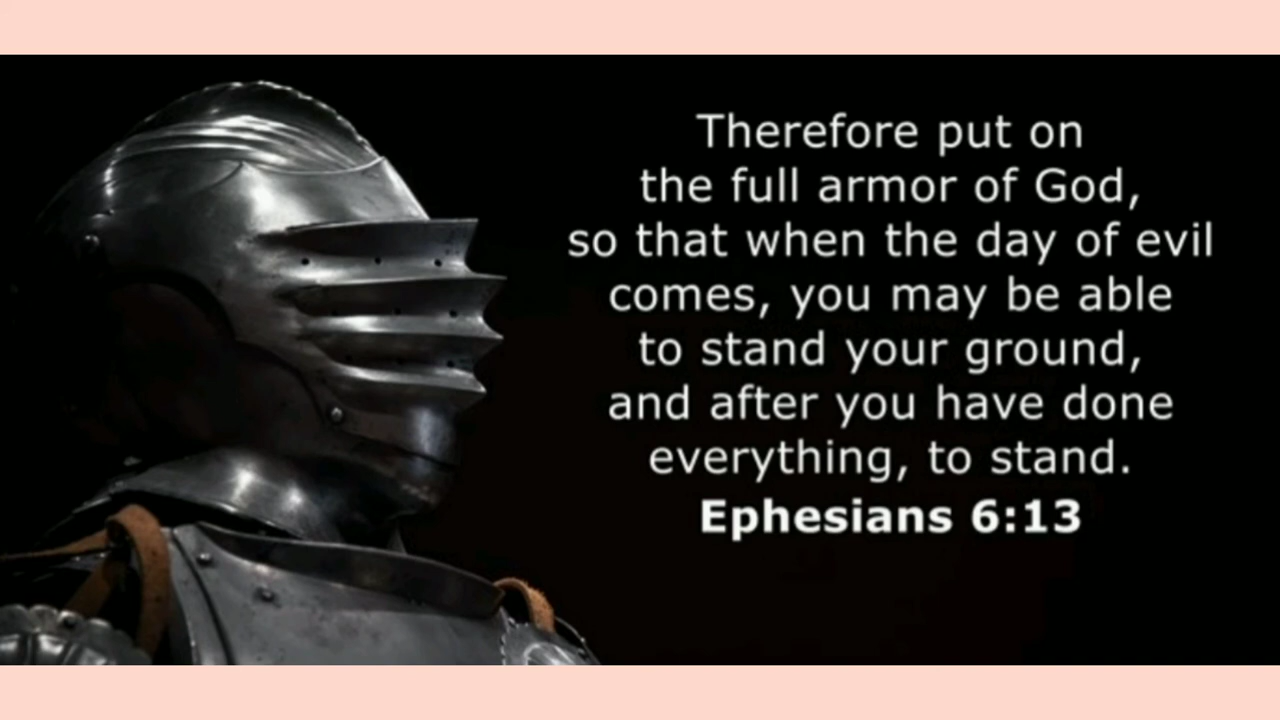 Therefore put on
the full armor of God,
so that when the day of evil
comes, you may be able
to stand your ground,
and after you have done
everything, to stand.
Ephesians 6:13